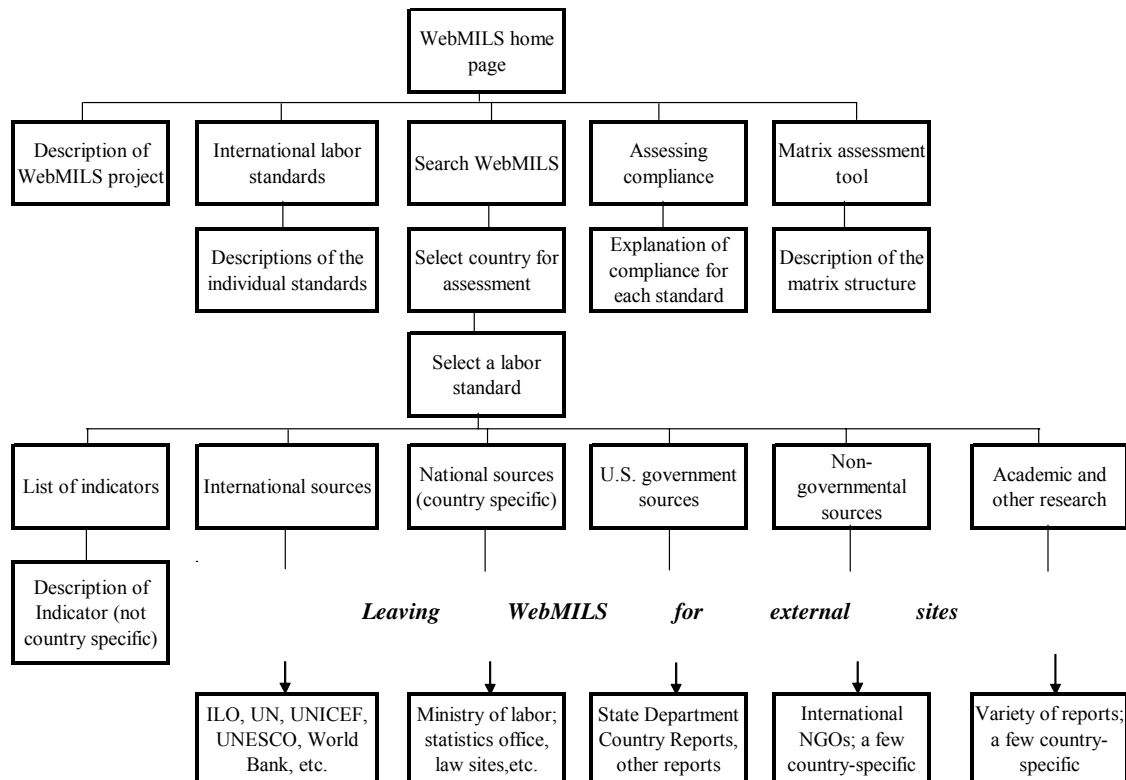 WebMILS home
page
Description of
WebMILS project
International labor
standards
Search WebMILS
Assessing
compliance
Matrix assessment
tool
Descriptions of the
individual standards
Select country for
assessment
Explanation of
compliance for
each standard
Description of the
matrix structure
Select a labor
standard
List of indicators
International sources
National sources
(country specific)
U.S. government
sources
Non-
governmental
sources
Academic and
other research
Description of
Indicator (not
country specific)
Leaving WebMILS for external sites
ILO, UN, UNICEF,
UNESCO, World
Bank, etc.
Ministry of labor;
statistics office,
law sites,etc.
State Department
Country Reports,
other reports
International
NGOs; a few
country-specific
Variety of reports;
a few country-
specific